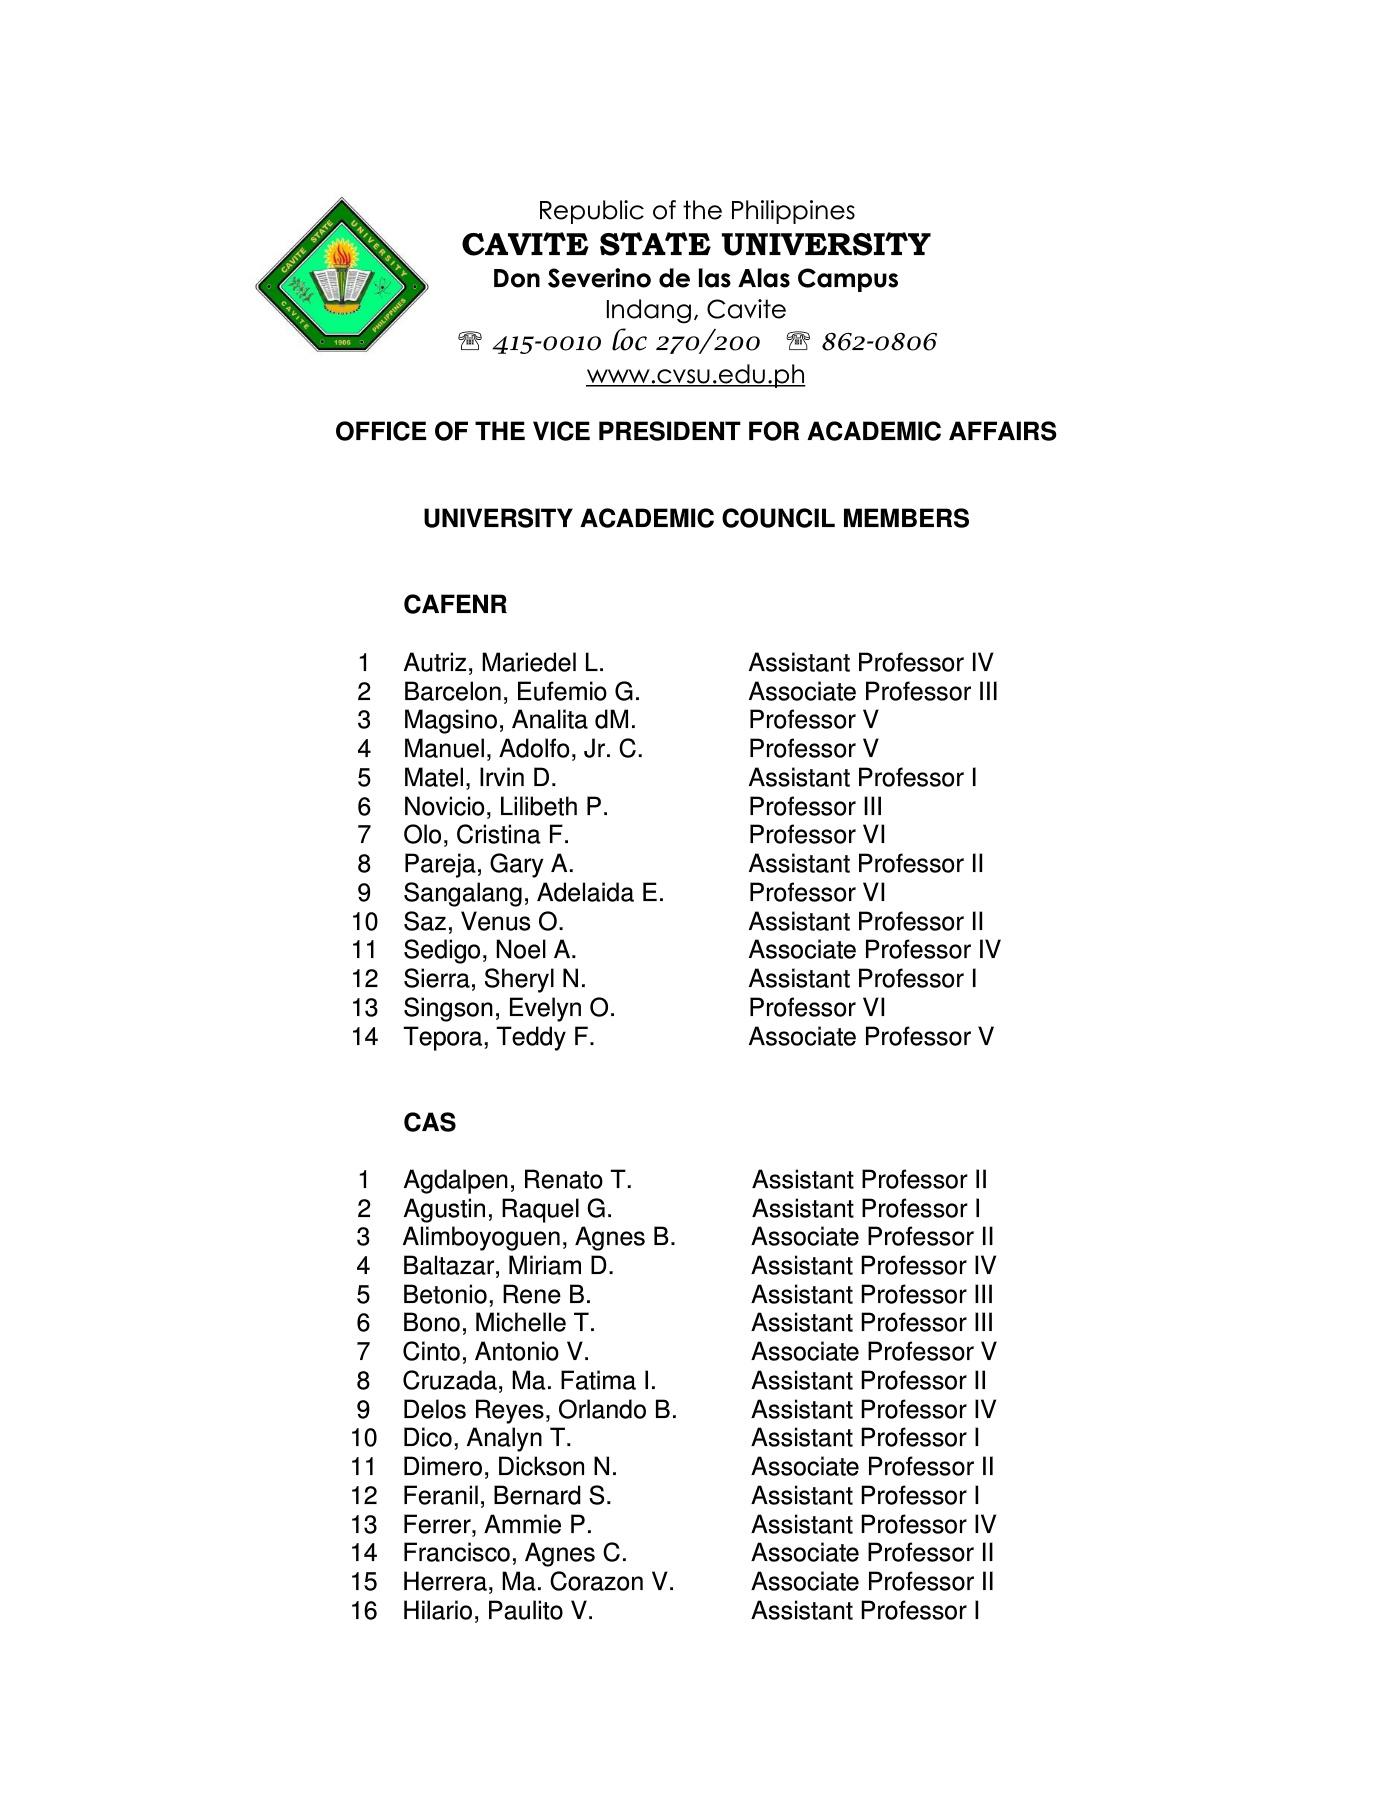 CAVITE STATE UNIVERSITY
CAVITE PHILIPPINES
1906
Republic of the Philippines
CAVITE STATE UNIVERSITY
Don Severino de las Alas Campus
Indang, Cavite
☏ 415-0010 loc 270/200 ☏ 862-0806
www.cvsu.edu.ph
OFFICE OF THE VICE PRESIDENT FOR ACADEMIC AFFAIRS
UNIVERSITY ACADEMIC COUNCIL MEMBERS
CAFENR
1 Autriz, Mariedel L. Assistant Professor IV
2 Barcelon, Eufemio G. Associate Professor III
3 Magsino, Analita dM. Professor V
4 Manuel, Adolfo, Jr. C. Professor V
5 Matel, Irvin D. Assistant Professor I
6 Novicio, Lilibeth P. Professor III
7 Olo, Cristina F. Professor VI
8 Pareja, Gary A. Assistant Professor II
9 Sangalang, Adelaida E. Professor VI
10 Saz, Venus O. Assistant Professor II
11 Sedigo, Noel A. Associate Professor IV
12 Sierra, Sheryl N. Assistant Professor I
13 Singson, Evelyn O. Professor VI
14 Tepora, Teddy F. Associate Professor V
CAS
1 Agdalpen, Renato T. Assistant Professor II
2 Agustin, Raquel G. Assistant Professor I
3 Alimboyoguen, Agnes B. Associate Professor II
4 Baltazar, Miriam D. Assistant Professor IV
5 Betonio, Rene B. Assistant Professor III
6 Bono, Michelle T. Assistant Professor III
7 Cinto, Antonio V. Associate Professor V
8 Cruzada, Ma. Fatima I. Assistant Professor II
9 Delos Reyes, Orlando B. Assistant Professor IV
10 Dico, Analyn T. Assistant Professor I
11 Dimero, Dickson N. Associate Professor II
12 Feranil, Bernard S. Assistant Professor I
13 Ferrer, Ammie P. Assistant Professor IV
14 Francisco, Agnes C. Associate Professor II
15 Herrera, Ma. Corazon V. Associate Professor II
16 Hilario, Paulito V. Assistant Professor I